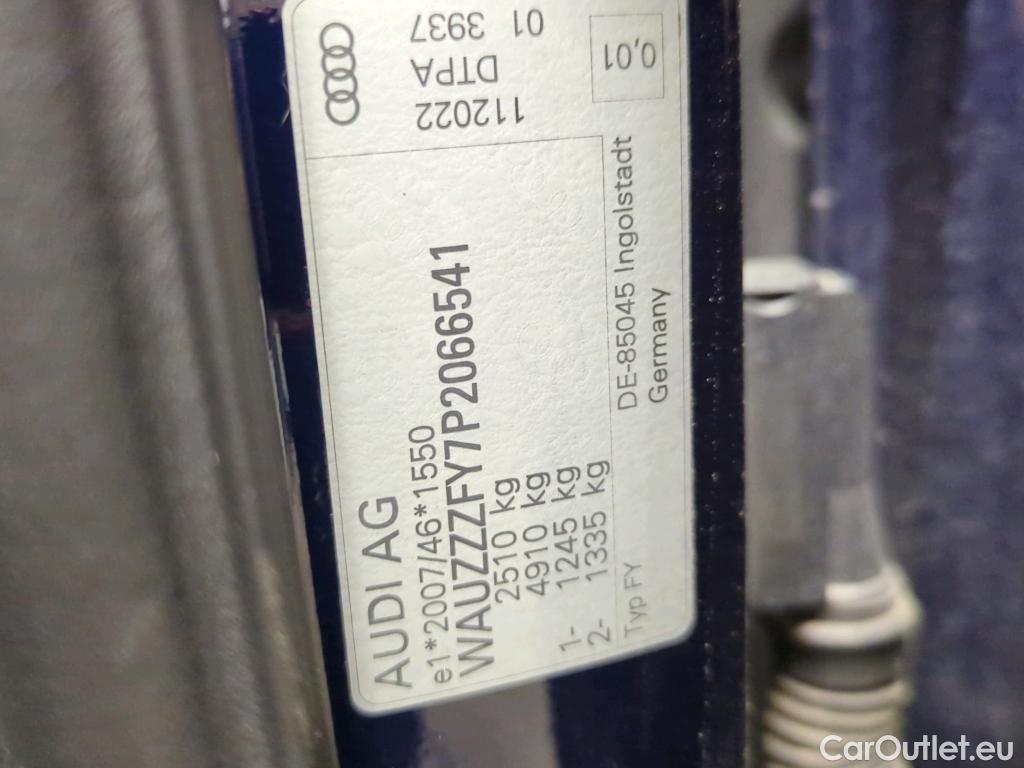 AUDI AG
e1*2007/46*1550
WAUZZZFY7P2066541
2510 kg
4910 kg
1- 1245 kg
2- 1335 kg
Typ FY
DE-85045 Ingolstadt
Germany
112022
DTPA
01 3937
0,01
CarOutlet.eu